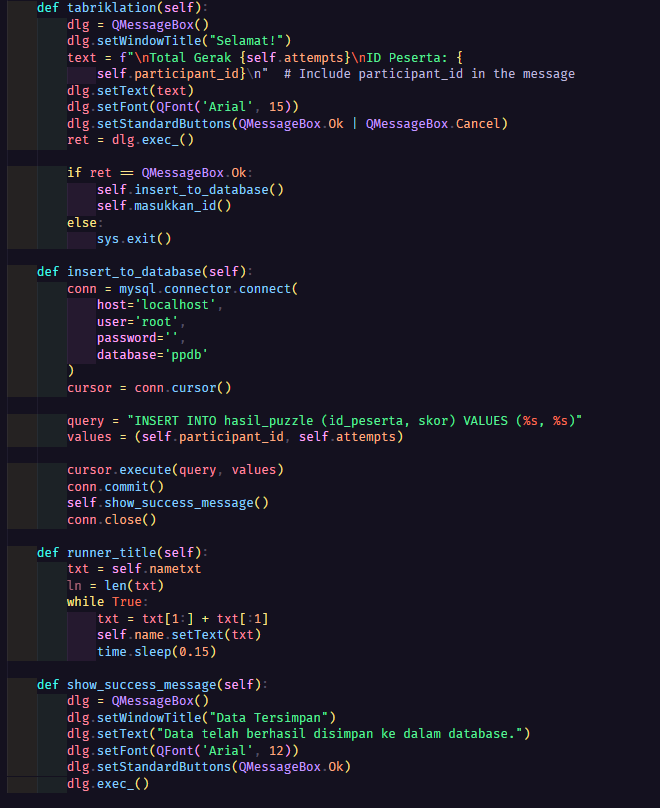 def tabriklation(self):
    dlg = QMessageBox()
    dlg.setWindowTitle("Selamat!")
    text = f"\nTotal Gerak {self.attempts}\nID Peserta: {
        self.participant_id}\n"  # Include participant_id in the message
    dlg.setText(text)
    dlg.setFont(QFont('Arial', 15))
    dlg.setStandardButtons(QMessageBox.Ok | QMessageBox.Cancel)
    ret = dlg.exec_()

    if ret == QMessageBox.Ok:
        self.insert_to_database()
        self.masukkan_id()
    else:
        sys.exit()

def insert_to_database(self):
    conn = mysql.connector.connect(
        host='localhost',
        user='root',
        password='',
        database='ppdb'
    )
    cursor = conn.cursor()

    query = "INSERT INTO hasil_puzzle (id_peserta, skor) VALUES (%s, %s)"
    values = (self.participant_id, self.attempts)

    cursor.execute(query, values)
    conn.commit()
    self.show_success_message()
    conn.close()

def runner_title(self):
    txt = self.nametxt
    ln = len(txt)
    while True:
        txt = txt[1:] + txt[:1]
        self.name.setText(txt)
        time.sleep(0.15)

def show_success_message(self):
    dlg = QMessageBox()
    dlg.setWindowTitle("Data Tersimpan")
    dlg.setText("Data telah berhasil disimpan ke dalam database.")
    dlg.setFont(QFont('Arial', 12))
    dlg.setStandardButtons(QMessageBox.Ok)
    dlg.exec_()